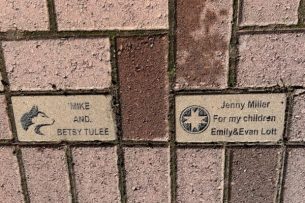 MIKE
AND
BETSY TULEE
Jenny Miller
For my children
Emily&Evan Lott